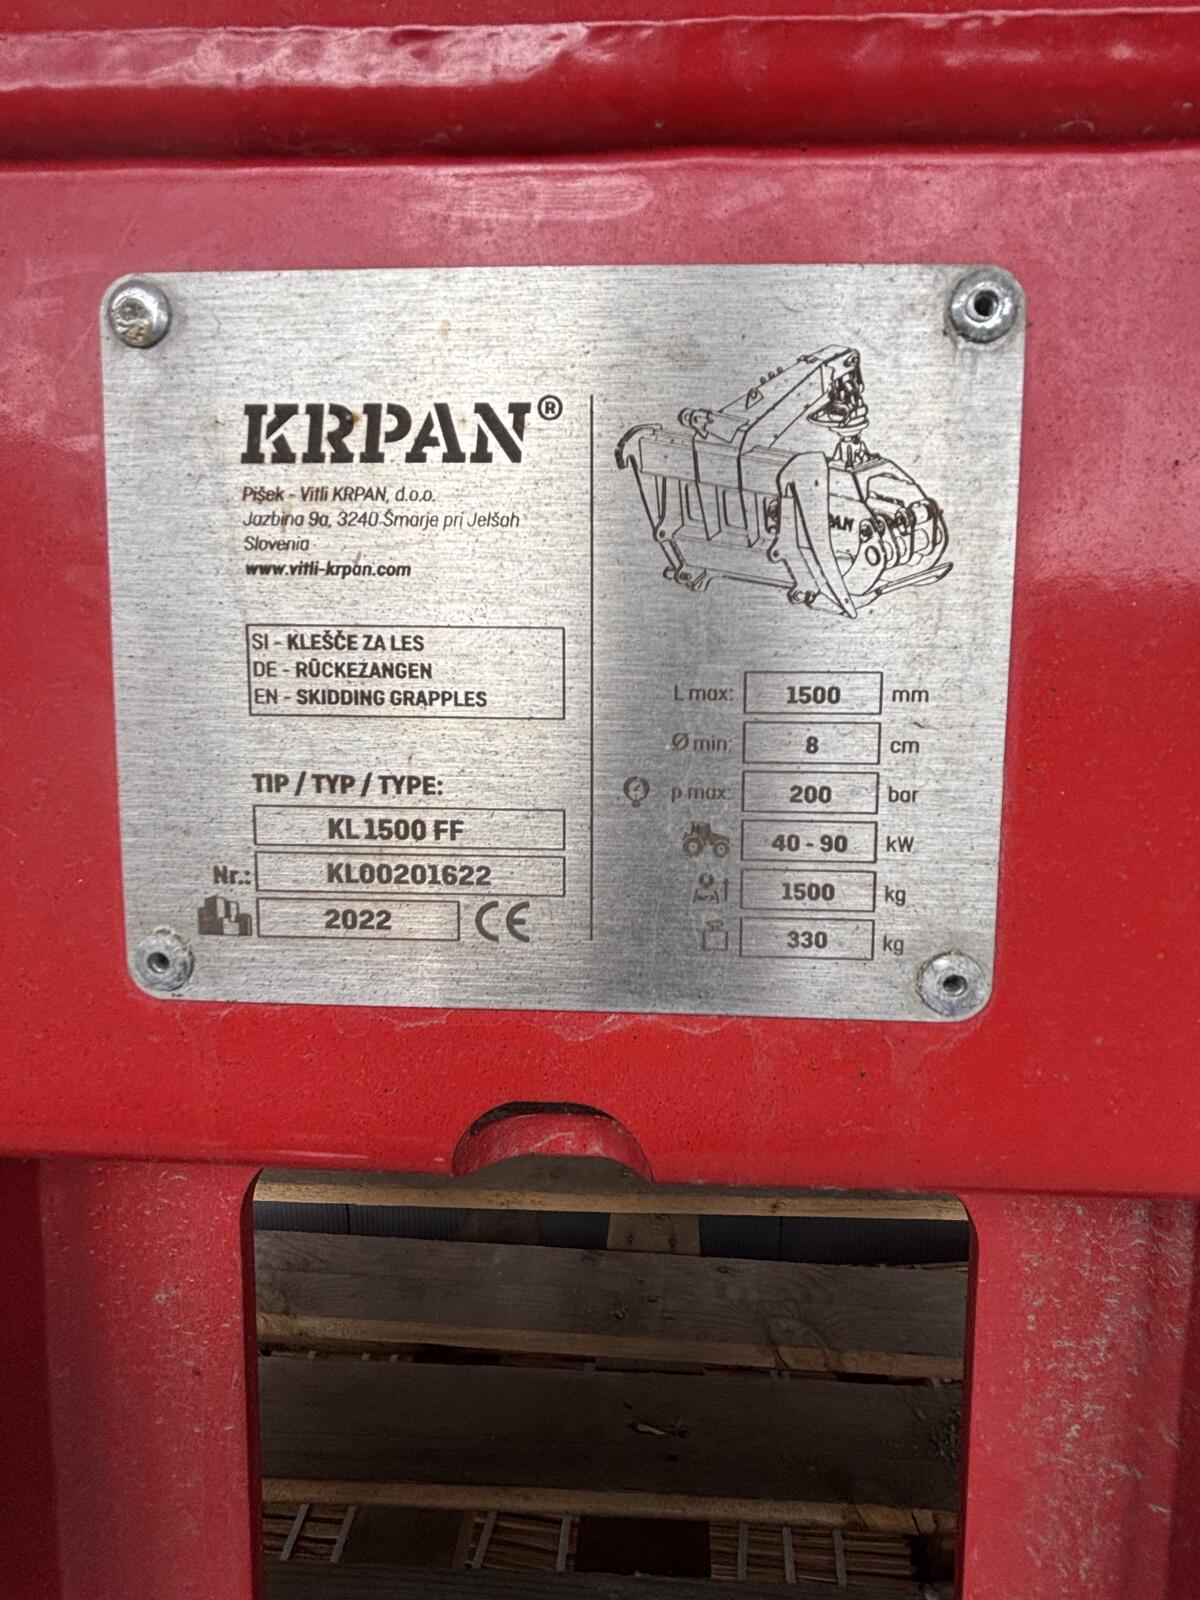 KRPAN®
Pišek - Vitli KRPAN, d.o.o.
Jazbina 9a, 3240 Šmarje pri Jelšah
Slovenia
www.vitli-krpan.com
SI - KLEŠČE ZA LES
DE - RÜCKEZANGEN
EN - SKIDDING GRAPPLES
TIP / TYP / TYPE:
KL 1500 FF
Nr.: KL00201622
2022 CE
PAN
L max: 1500 mm
Ø min: 8 cm
p max: 200 bar
40 - 90 kW
1500 kg
330 kg